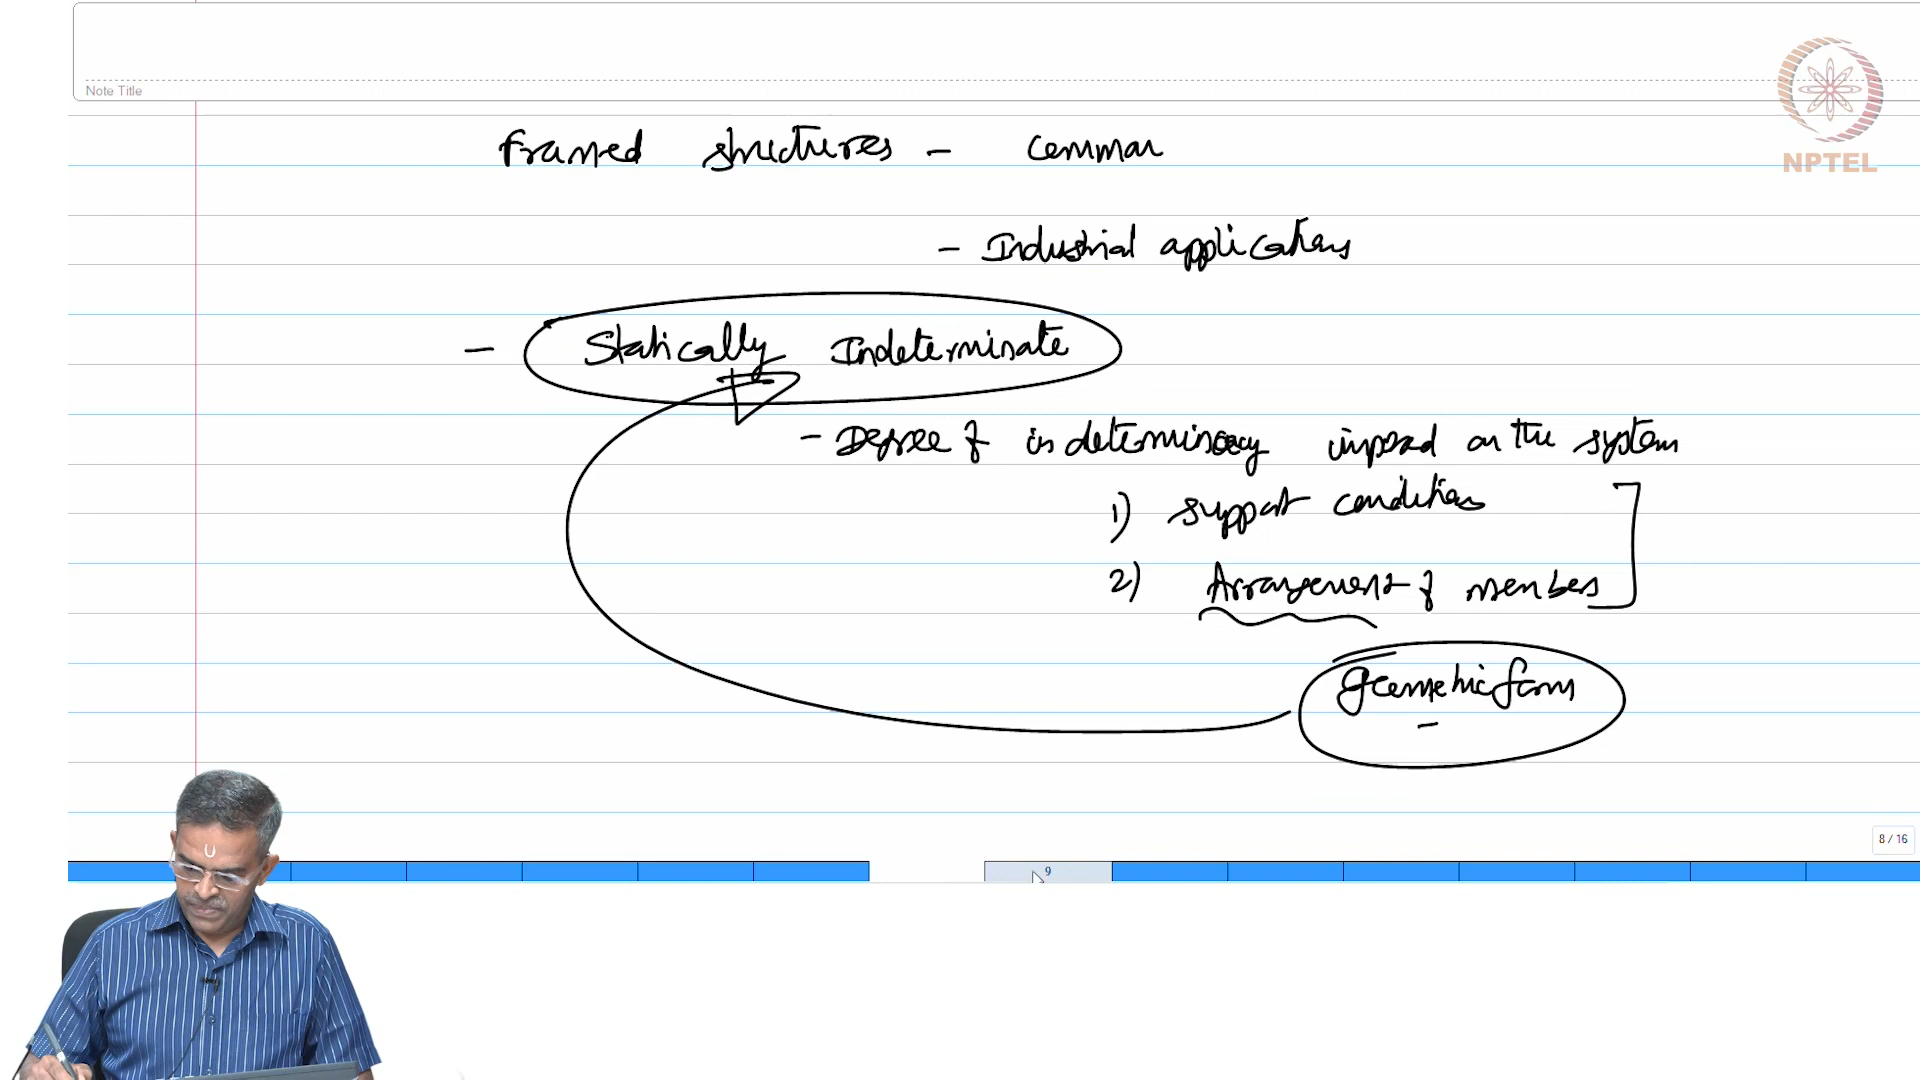 Note Title
NPTEL
framed structures - common
- Industrial applications
- Statically Indeterminate
- Degree of indeterminacy imposed on the system
1) support conditions
2) Arrangement of members
geometric form
8 / 16
9